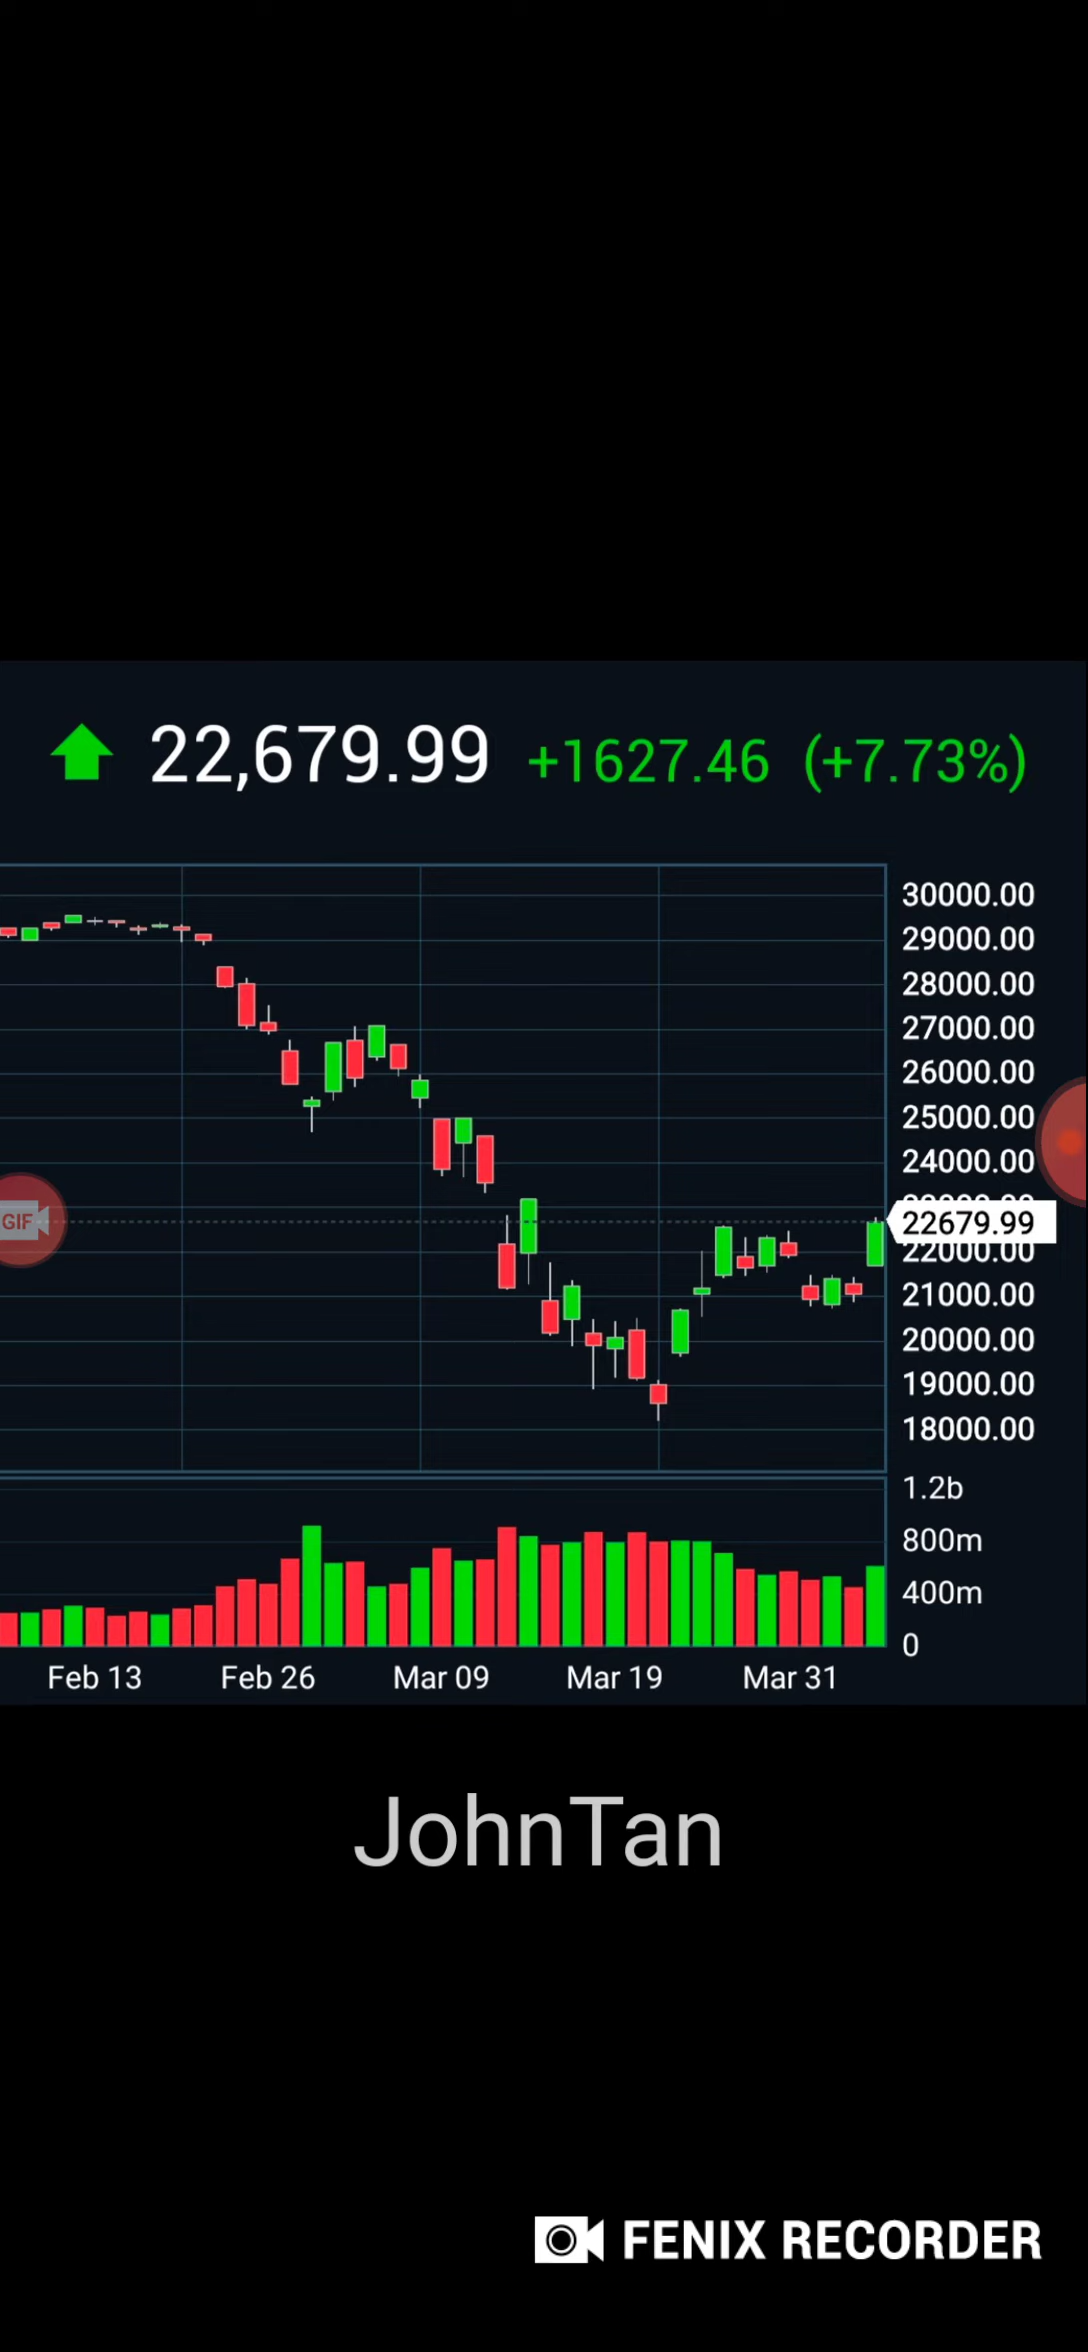 22,679.99 +1627.46 (+7.73%)
30000.00
29000.00
28000.00
27000.00
26000.00
25000.00
24000.00
22679.99
22000.00
21000.00
20000.00
19000.00
18000.00
1.2b
800m
400m
0
Feb 13 Feb 26 Mar 09 Mar 19 Mar 31
GIF
JohnTan
FENIX RECORDER